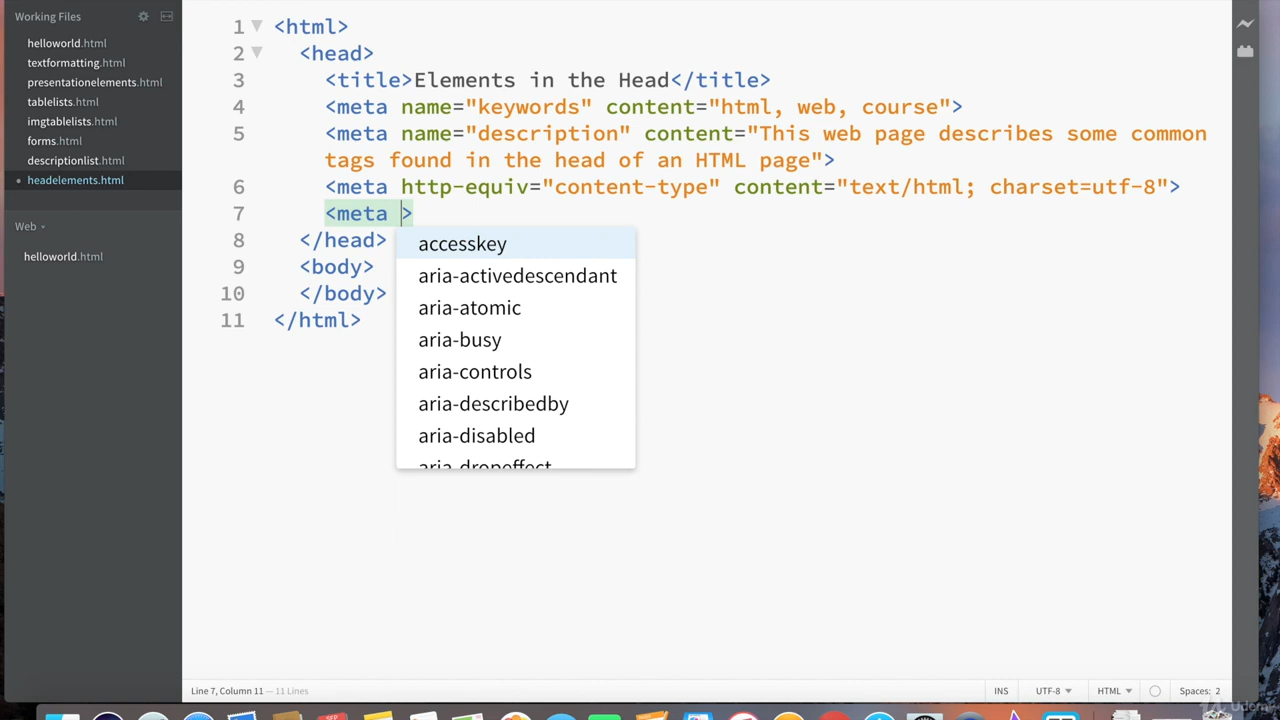 Working Files
helloworld.html
textformatting.html
presentationelements.html
tablelists.html
imgtablelists.html
forms.html
descriptionlist.html
headelements.html
Web
helloworld.html
1 <html>
2 <head>
3 <title>Elements in the Head</title>
4 <meta name="keywords" content="html, web, course">
5 <meta name="description" content="This web page describes some common
tags found in the head of an HTML page">
6 <meta http-equiv="content-type" content="text/html; charset=utf-8">
7 <meta >
8 </head>
9 <body>
10 </body>
11 </html>
accesskey
aria-activedescendant
aria-atomic
aria-busy
aria-controls
aria-describedby
aria-disabled
aria-dropeffect
Line 7, Column 11 — 11 Lines
INS
UTF-8
HTML
Spaces: 2
Udemy